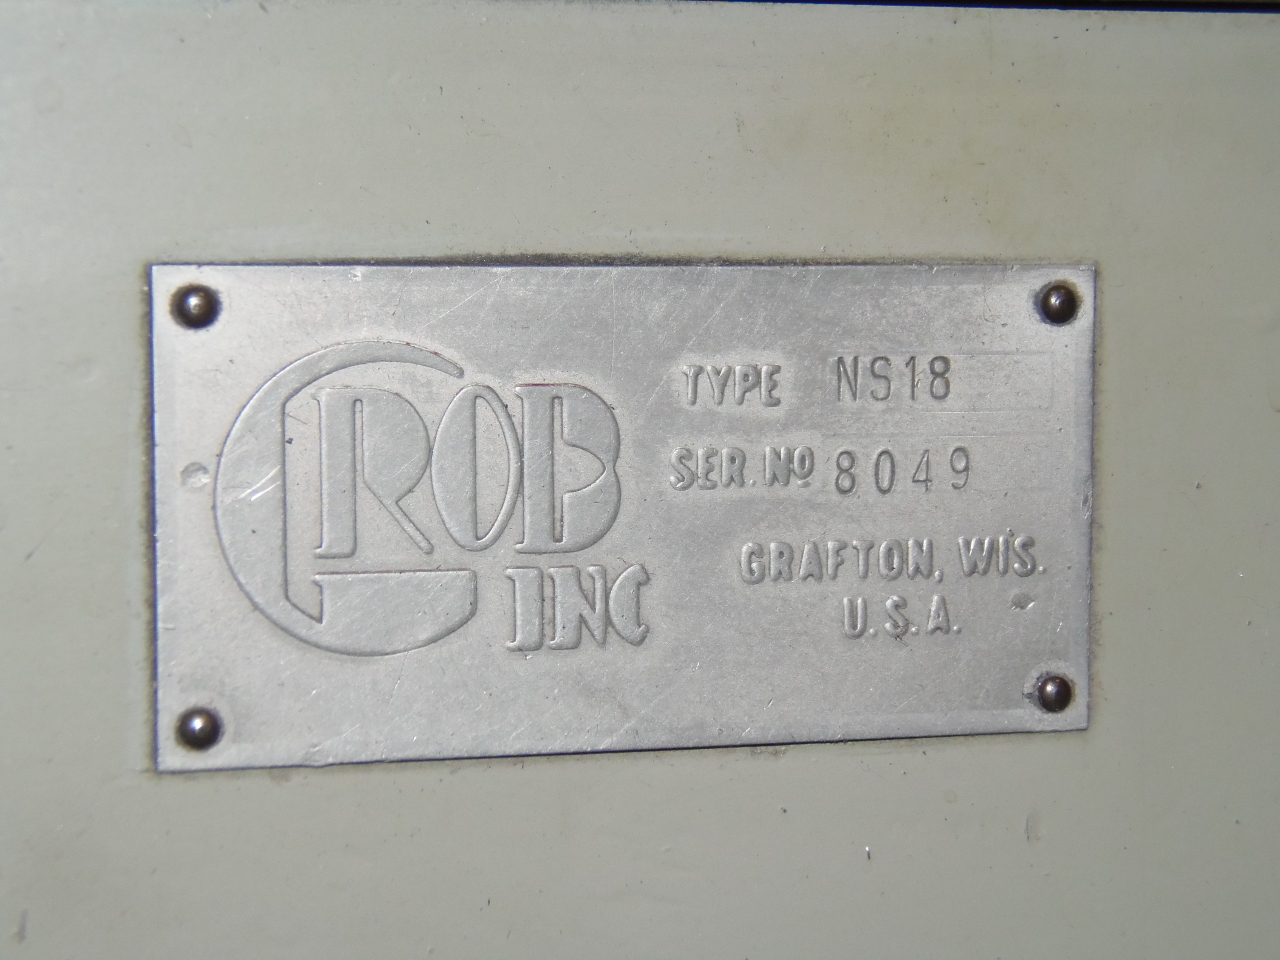 GROB
INC
TYPE NS18
SER. Nº 8049
GRAFTON, WIS.
U.S.A.